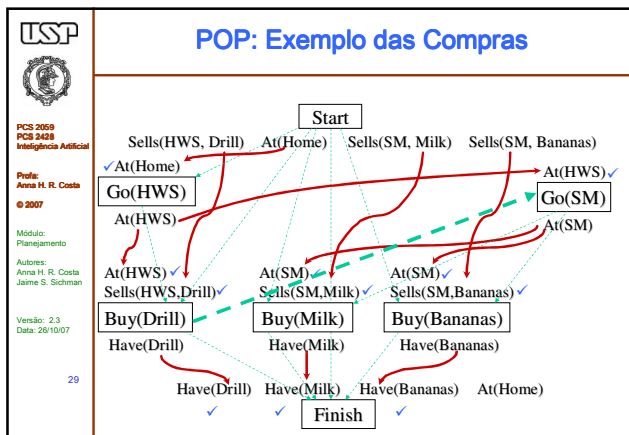 USP
POP: Exemplo das Compras
PCS 2059
PCS 2428
Inteligência Artificial
Profa:
Anna H. R. Costa
© 2007
Módulo:
Planejamento
Autores:
Anna H. R. Costa
Jaime S. Sichman
Versão: 2.3
Data: 26/10/07
29
Start
Sells(HWS, Drill) At(Home) Sells(SM, Milk) Sells(SM, Bananas)
✓At(Home) At(HWS)✓
Go(HWS) Go(SM)
At(HWS) At(SM)
At(HWS)✓ At(SM)✓ At(SM)✓
Sells(HWS,Drill)✓ Sells(SM,Milk)✓ Sells(SM,Bananas)✓
Buy(Drill) Buy(Milk) Buy(Bananas)
Have(Drill) Have(Milk) Have(Bananas)
Have(Drill) Have(Milk) Have(Bananas) At(Home)
✓ ✓ Finish ✓